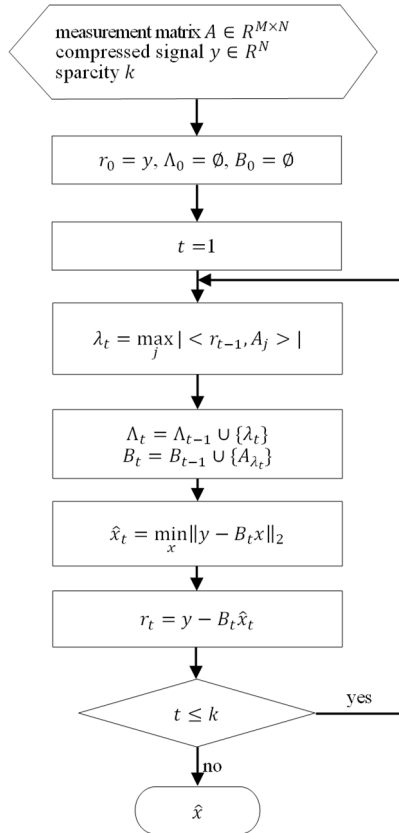 measurement matrix A ∈ R^{M×N}
compressed signal y ∈ R^N
sparcity k
r_0 = y, Λ_0 = ∅, B_0 = ∅
t =1
λ_t = max_j | < r_{t−1}, A_j > |
Λ_t = Λ_{t−1} ∪ {λ_t}
B_t = B_{t−1} ∪ {A_{λ_t}}
x̂_t = min_x ‖y − B_t x‖_2
r_t = y − B_t x̂_t
t ≤ k
yes
no
x̂